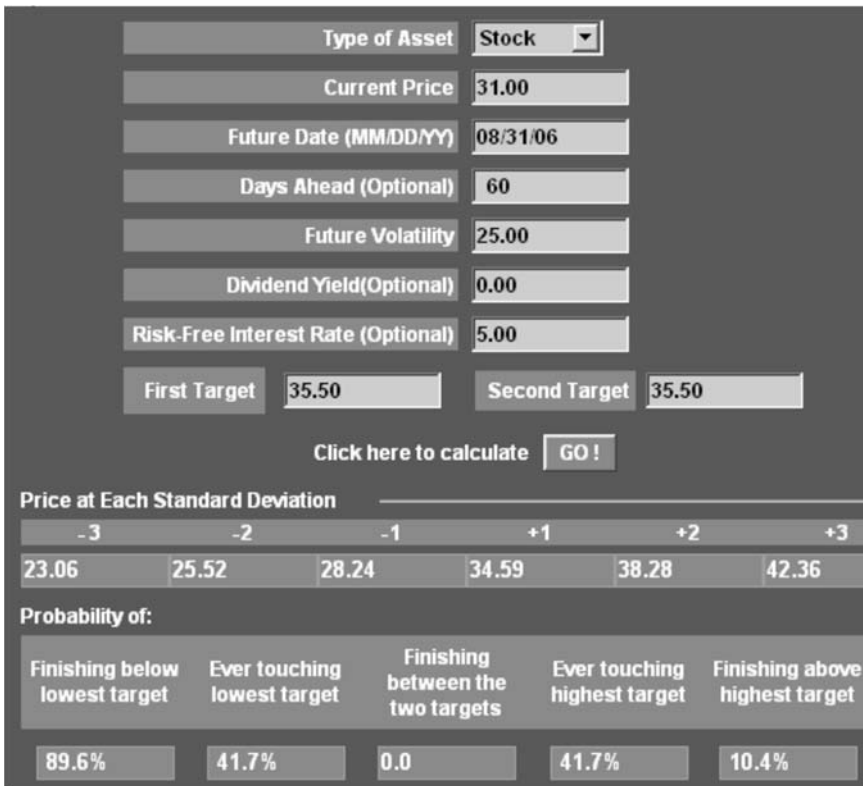 Type of Asset Stock
Current Price 31.00
Future Date (MM/DD/YY) 08/31/06
Days Ahead (Optional) 60
Future Volatility 25.00
Dividend Yield(Optional) 0.00
Risk-Free Interest Rate (Optional) 5.00
First Target 35.50 Second Target 35.50
Click here to calculate GO !
Price at Each Standard Deviation
-3 -2 -1 +1 +2 +3
23.06 25.52 28.24 34.59 38.28 42.36
Probability of:
Finishing below lowest target
Ever touching lowest target
Finishing between the two targets
Ever touching highest target
Finishing above highest target
89.6% 41.7% 0.0 41.7% 10.4%